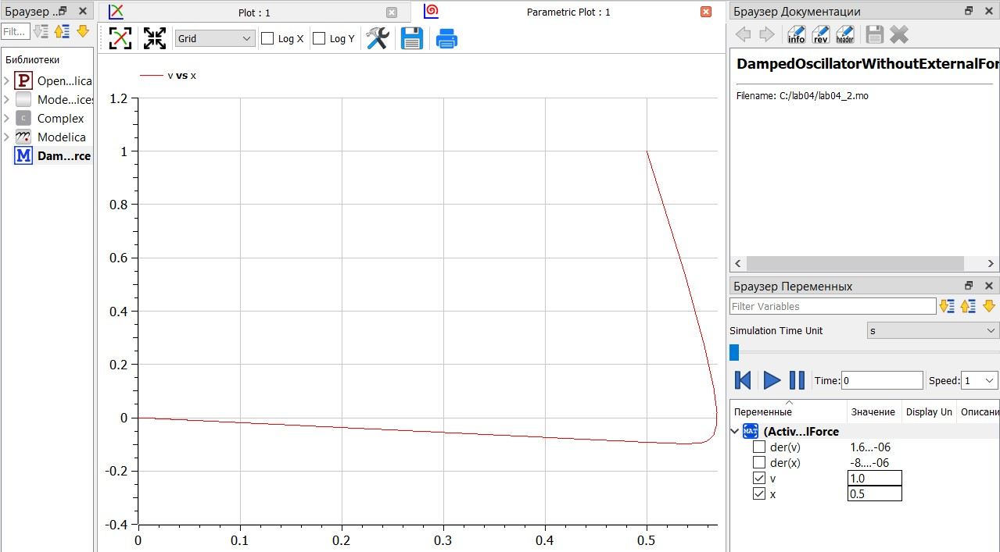 Браузер ...
Filt...
Библиотеки
P Open...lica
Mode...ices
C Complex
m Modelica
M Dam...rce
Plot : 1
Parametric Plot : 1
Grid
Log X
Log Y
v vs x
1.2
1
0.8
0.6
0.4
0.2
0
-0.2
-0.4
0 0.1 0.2 0.3 0.4 0.5
Браузер Документации
info rev header
DampedOscillatorWithoutExternalFor
Filename: C:/lab04/lab04_2.mo
Браузер Переменных
Filter Variables
Simulation Time Unit s
Time: 0 Speed: 1
Переменные Значение Display Un Описани
MAT (Activ...lForce
der(v) 1.6...-06
der(x) -8....-06
v 1.0
x 0.5